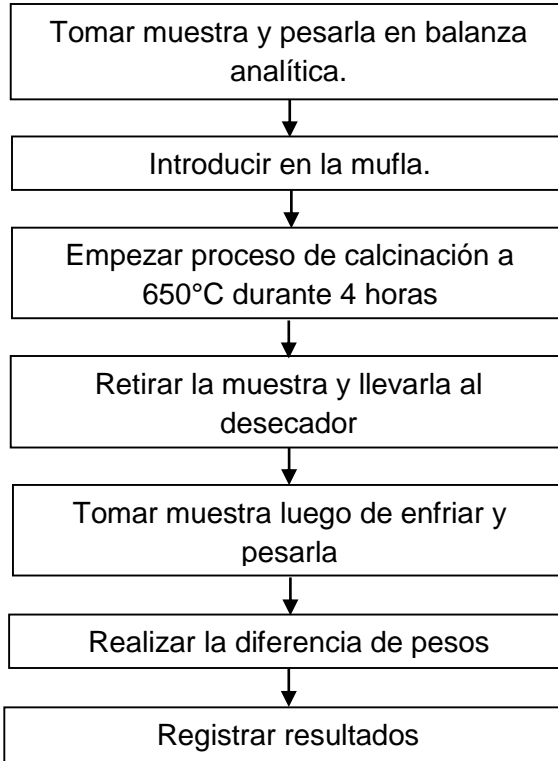 Tomar muestra y pesarla en balanza
analítica.
Introducir en la mufla.
Empezar proceso de calcinación a
650°C durante 4 horas
Retirar la muestra y llevarla al
desecador
Tomar muestra luego de enfriar y
pesarla
Realizar la diferencia de pesos
Registrar resultados